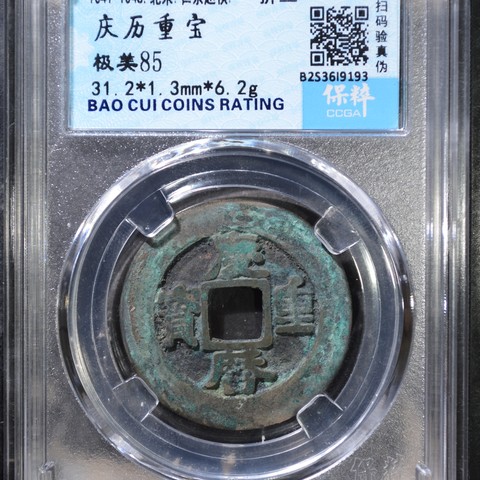 庆历重宝
极美85
31.2*1.3mm*6.2g
BAO CUI COINS RATING
B2S36I9193
保粹
CCGA
扫码验真伪
慶
曆
重
寶